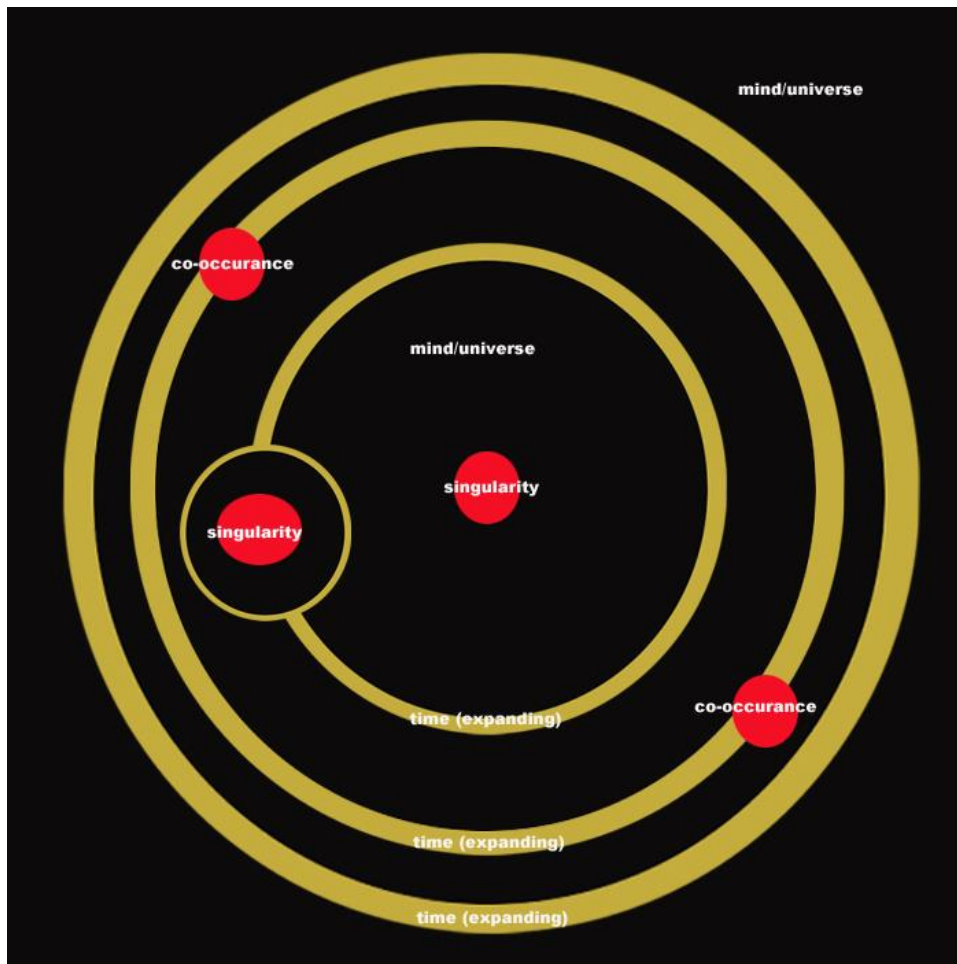 mind/universe
co-occurance
mind/universe
singularity
singularity
co-occurance
time (expanding)
time (expanding)
time (expanding)